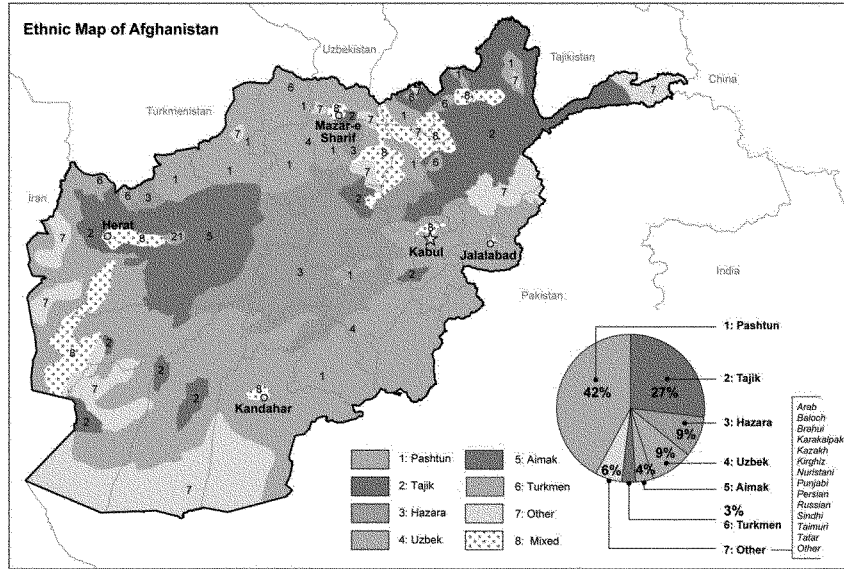 Ethnic Map of Afghanistan
Uzbekistan
Tajikistan
China
Turkmenistan
Iran
Pakistan
India
Mazar-e
Sharif
Herat
Kabul
Jalalabad
Kandahar
1: Pashtun
2: Tajik
3: Hazara
4: Uzbek
5: Aimak
6: Turkmen
7: Other
8: Mixed
42%
27%
9%
9%
4%
6%
1: Pashtun
2: Tajik
3: Hazara
4: Uzbek
5: Aimak
3%
6: Turkmen
7: Other
Arab
Baloch
Brahui
Karakalpak
Kazakh
Kirghiz
Nuristani
Punjabi
Persian
Russian
Sindhi
Taimuri
Tatar
Other